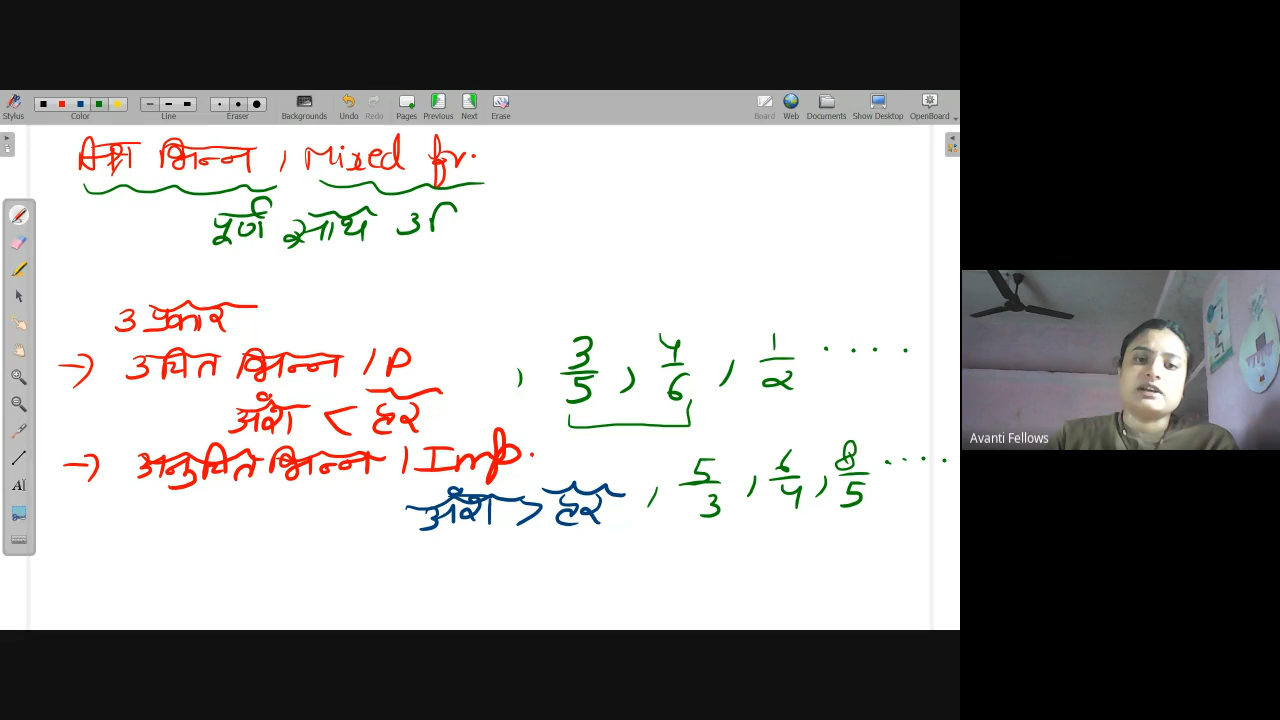 Stylus Color Line Eraser Backgrounds Undo Redo Pages Previous Next Erase Board Web Documents Show Desktop OpenBoard
मिश्र भिन्न , Mixed fr.
पूर्ण साथ अ
3 प्रकार
→ उचित भिन्न / P , 3/5 , 4/6 , 1/2 ....
अंश < हर
→ अनुचित भिन्न / Imp.
अंश > हर , 5/3 , 6/4 , 8/5 ....
Avanti Fellows